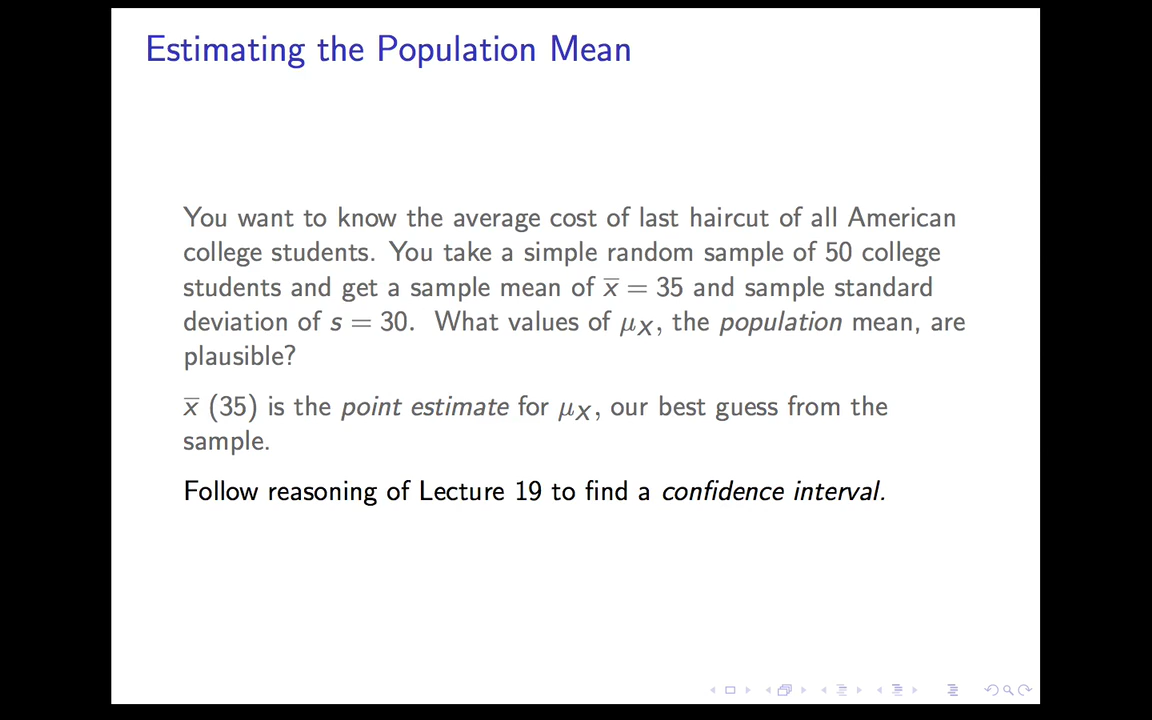 Estimating the Population Mean
You want to know the average cost of last haircut of all American
college students. You take a simple random sample of 50 college
students and get a sample mean of x̅ = 35 and sample standard
deviation of s = 30. What values of μX, the population mean, are
plausible?
x̅ (35) is the point estimate for μX, our best guess from the
sample.
Follow reasoning of Lecture 19 to find a confidence interval.